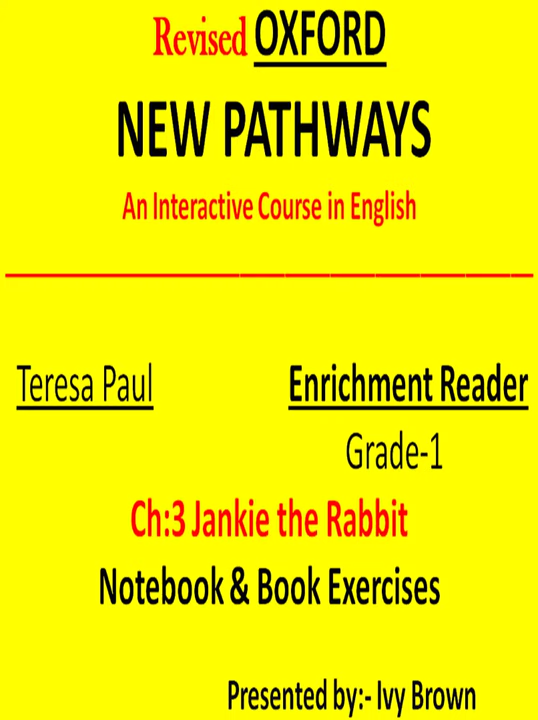 Revised OXFORD
NEW PATHWAYS
An Interactive Course in English
Teresa Paul Enrichment Reader
Grade-1
Ch:3 Jankie the Rabbit
Notebook & Book Exercises
Presented by:- Ivy Brown